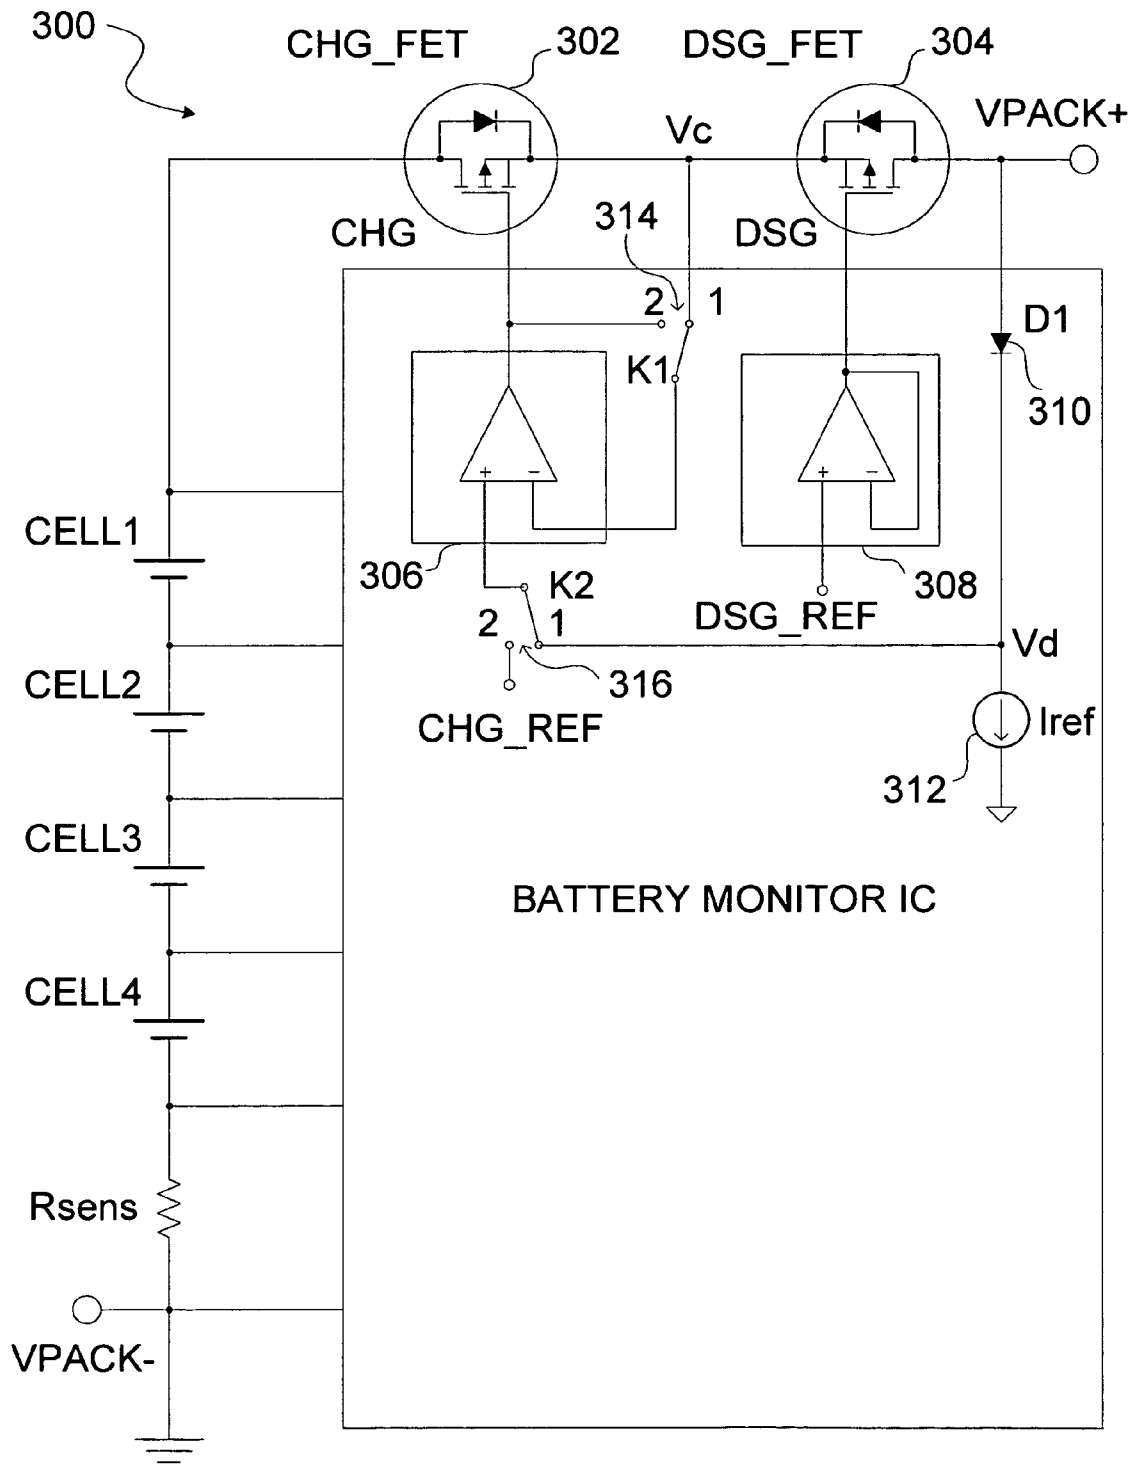 300
CHG_FET
302
DSG_FET
304
VPACK+
Vc
CHG
314
DSG
2
1
K1
D1
310
+
-
+
-
CELL1
306
K2
308
DSG_REF
2
1
Vd
CELL2
316
CHG_REF
Iref
312
CELL3
BATTERY MONITOR IC
CELL4
Rsens
VPACK-